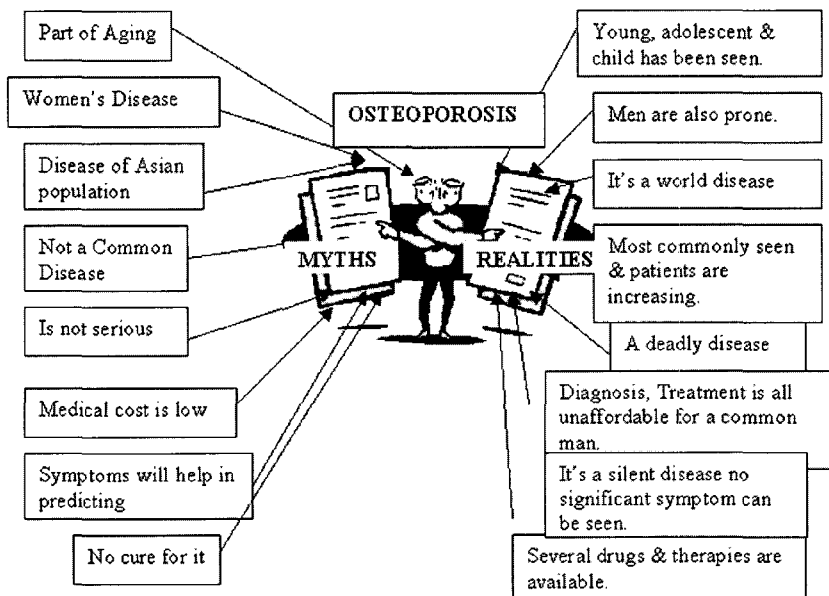 Part of Aging
Women's Disease
Disease of Asian
population
Not a Common
Disease
Is not serious
Medical cost is low
Symptoms will help in
predicting
No cure for it
OSTEOPOROSIS
MYTHS
REALITIES
Young, adolescent &
child has been seen.
Men are also prone.
It's a world disease
Most commonly seen
& patients are
increasing.
A deadly disease
Diagnosis, Treatment is all
unaffordable for a common
man.
It's a silent disease no
significant symptom can
be seen.
Several drugs & therapies are
available.